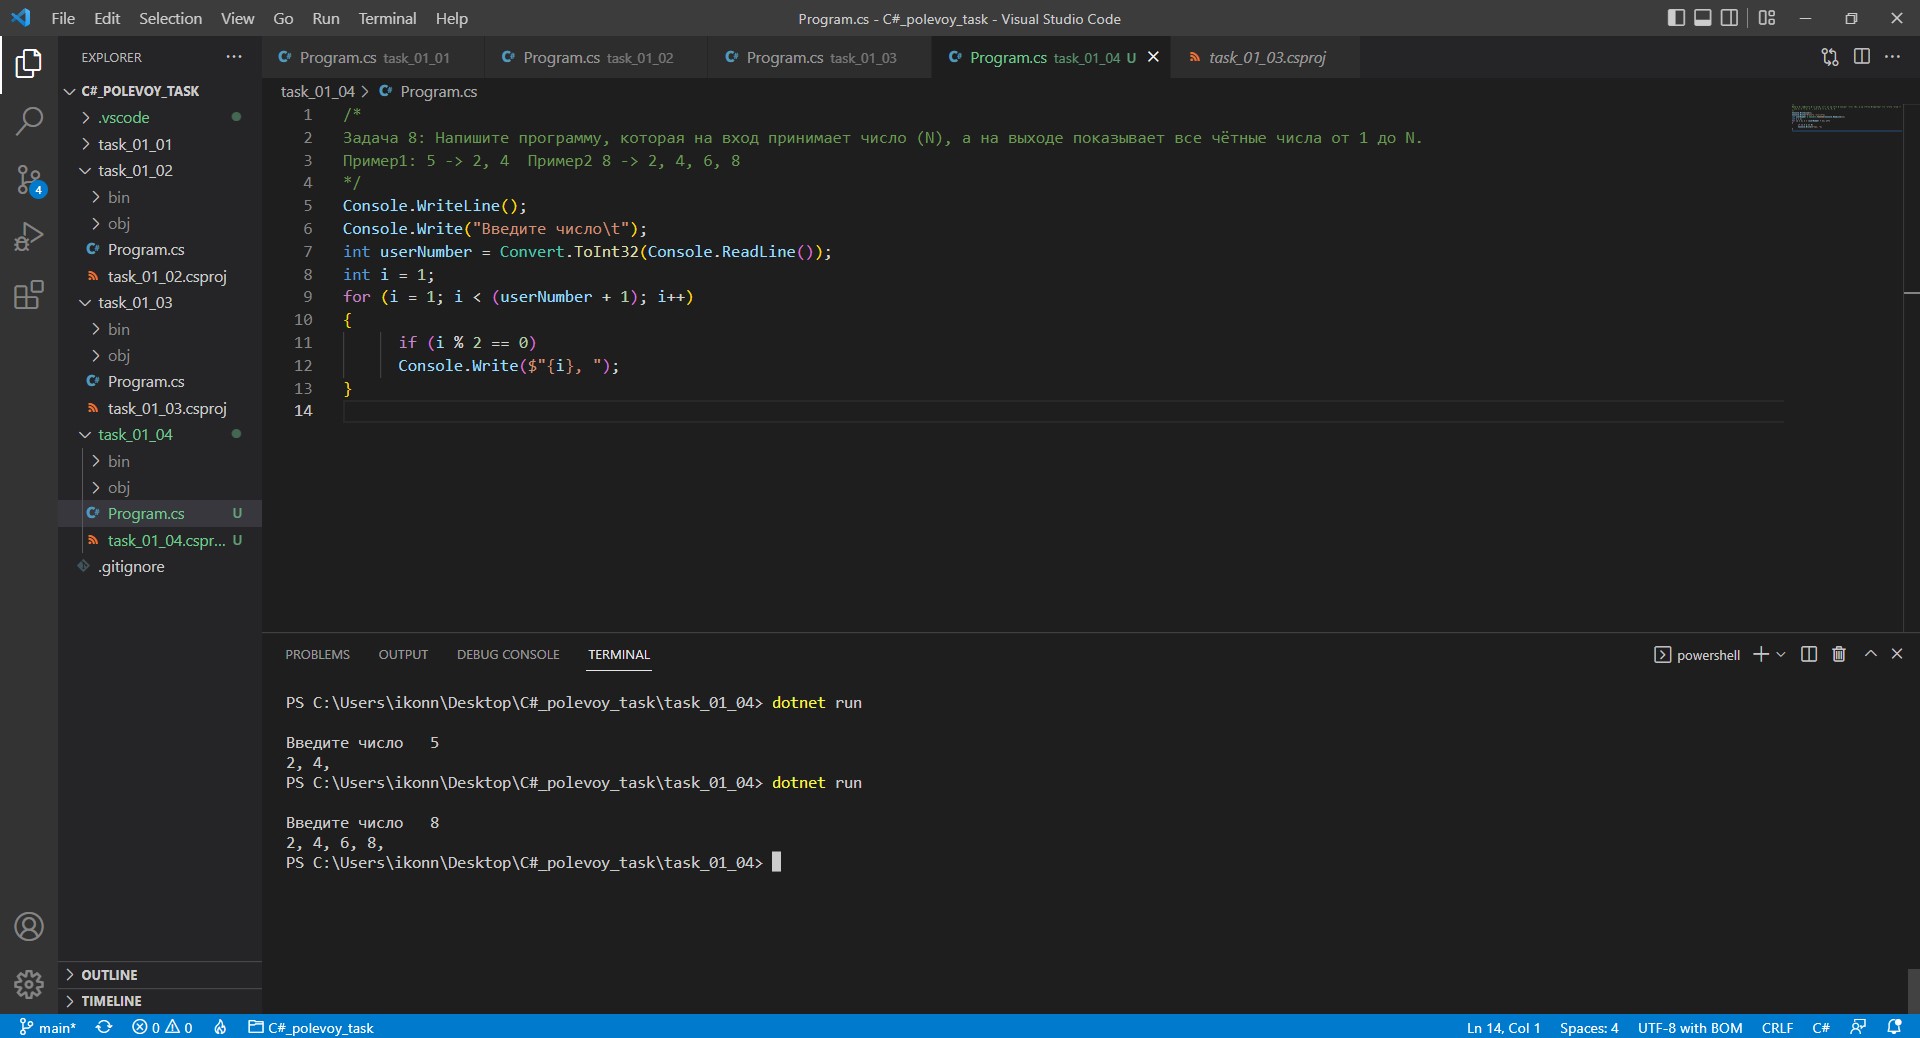 File Edit Selection View Go Run Terminal Help
Program.cs - C#_polevoy_task - Visual Studio Code
EXPLORER
Program.cs task_01_01
Program.cs task_01_02
Program.cs task_01_03
Program.cs task_01_04 U
task_01_03.csproj
C#_POLEVOY_TASK
.vscode
task_01_01
task_01_02
bin
obj
Program.cs
task_01_02.csproj
task_01_03
bin
obj
Program.cs
task_01_03.csproj
task_01_04
bin
obj
Program.cs U
task_01_04.cspr... U
.gitignore
4
OUTLINE
TIMELINE
task_01_04 > Program.cs
1 /*
2 Задача 8: Напишите программу, которая на вход принимает число (N), а на выходе показывает все чётные числа от 1 до N.
3 Пример1: 5 -> 2, 4  Пример2 8 -> 2, 4, 6, 8
4 */
5 Console.WriteLine();
6 Console.Write("Введите число\t");
7 int userNumber = Convert.ToInt32(Console.ReadLine());
8 int i = 1;
9 for (i = 1; i < (userNumber + 1); i++)
10 {
11 if (i % 2 == 0)
12 Console.Write($"{i}, ");
13 }
14
PROBLEMS OUTPUT DEBUG CONSOLE TERMINAL
powershell
PS C:\Users\ikonn\Desktop\C#_polevoy_task\task_01_04> dotnet run
Введите число   5
2, 4,
PS C:\Users\ikonn\Desktop\C#_polevoy_task\task_01_04> dotnet run
Введите число   8
2, 4, 6, 8,
PS C:\Users\ikonn\Desktop\C#_polevoy_task\task_01_04>
main* 0 0 C#_polevoy_task
Ln 14, Col 1 Spaces: 4 UTF-8 with BOM CRLF C#